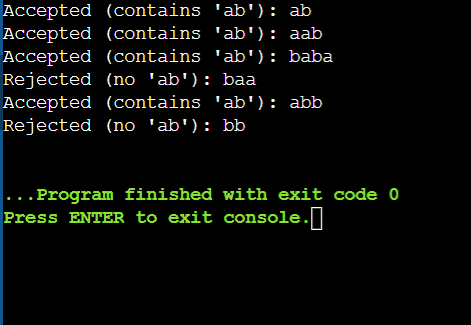 Accepted (contains 'ab'): ab
Accepted (contains 'ab'): aab
Accepted (contains 'ab'): baba
Rejected (no 'ab'): baa
Accepted (contains 'ab'): abb
Rejected (no 'ab'): bb
...Program finished with exit code 0
Press ENTER to exit console.